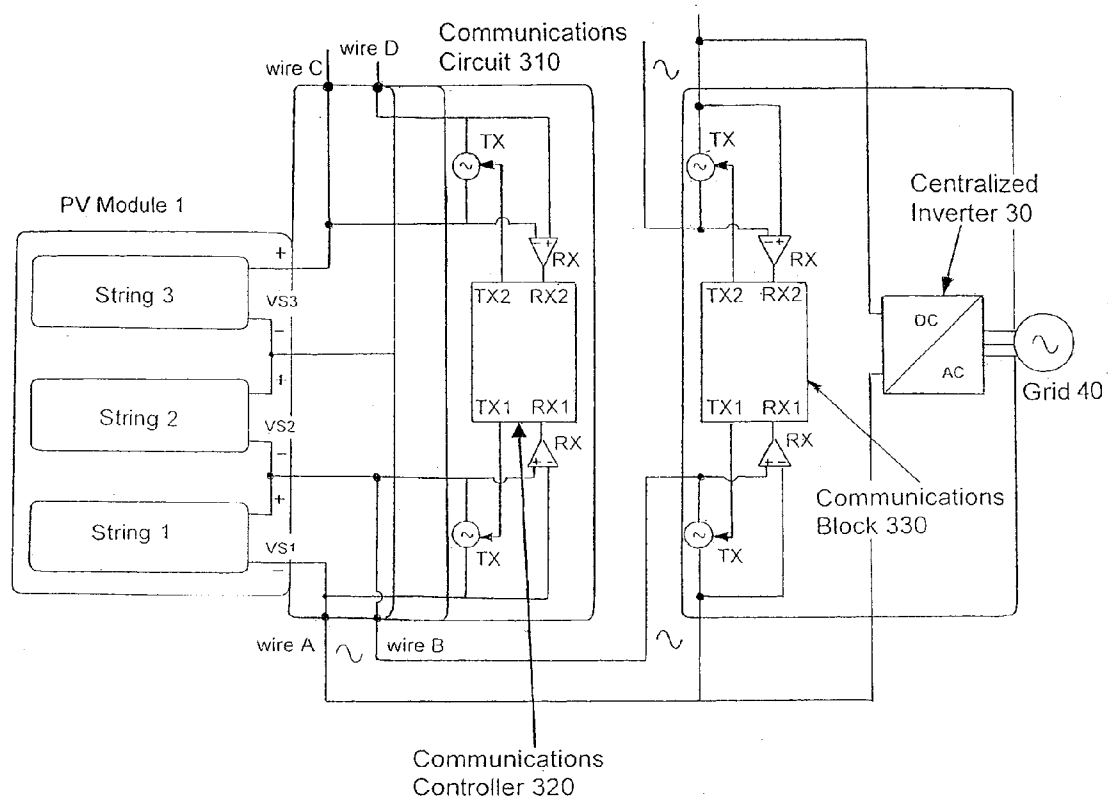 wire D
wire C
Communications
Circuit 310
TX
TX
Centralized
Inverter 30
PV Module 1
+
- +
- +
RX
RX
String 3
VS3
TX2 RX2
TX2 RX2
−
DC
AC
+
Grid 40
String 2
VS2
TX1 RX1
TX1 RX1
−
RX
RX
+
+ -
+ -
String 1
Communications
Block 330
VS1
TX
TX
−
wire A
wire B
Communications
Controller 320